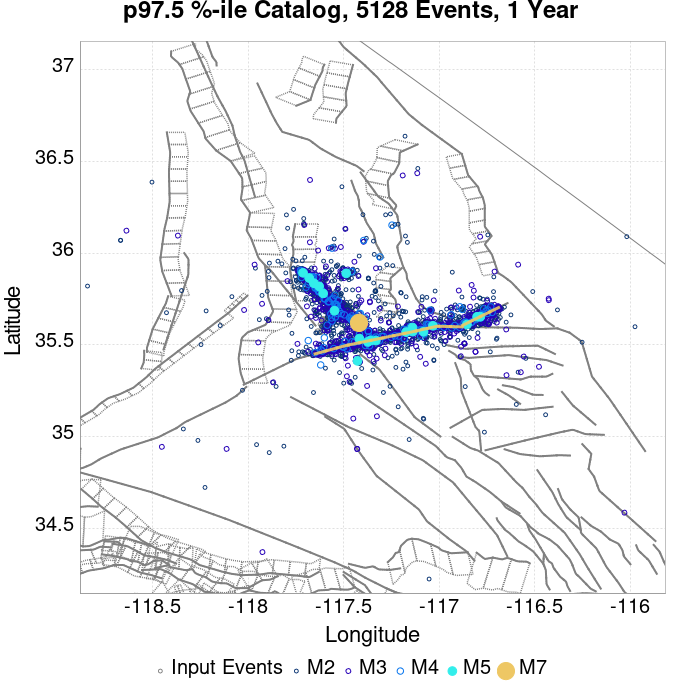 p97.5 %-ile Catalog, 5128 Events, 1 Year
37
36.5
36
35.5
35
34.5
Latitude
-118.5 -118 -117.5 -117 -116.5 -116
Longitude
Input Events M2 M3 M4 M5 M7